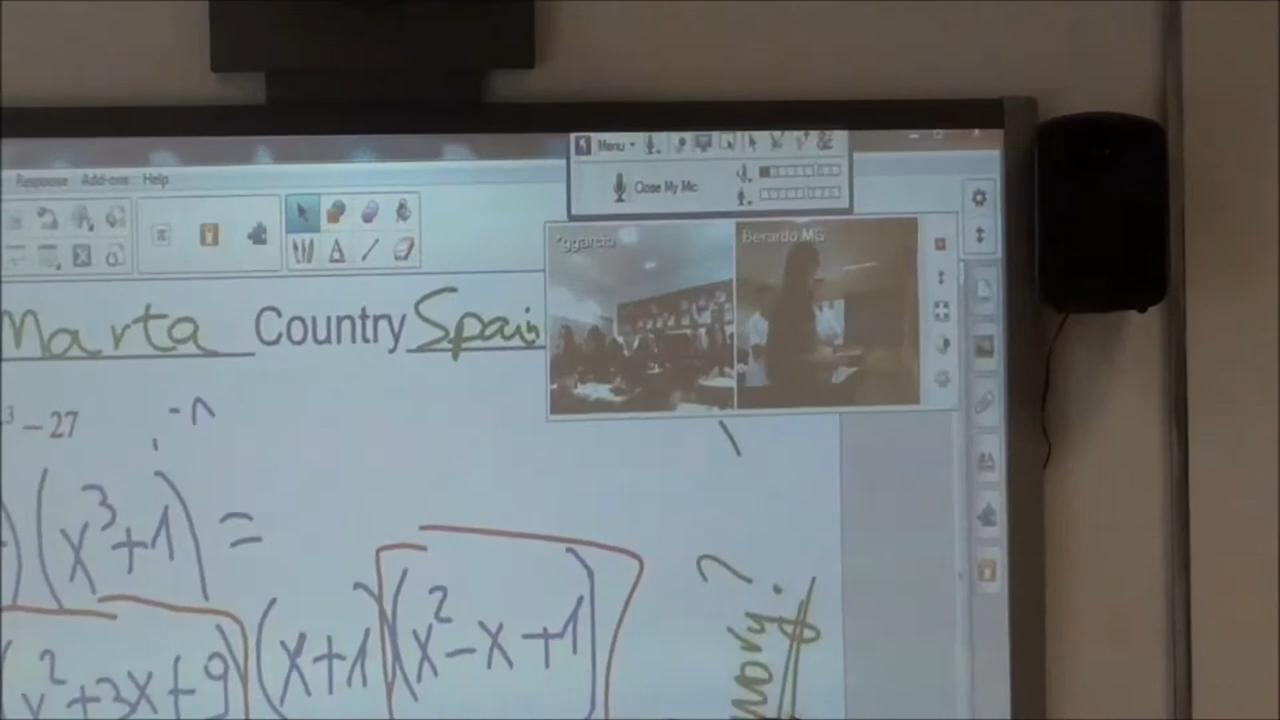 Menu
Response Add-ons Help
Close My Mic
*ggarcia Berardo MG
Marta Country Spain
³ − 27
)(x³+1) =
x²+3x+9)(x+1)(x²−x+1)
?